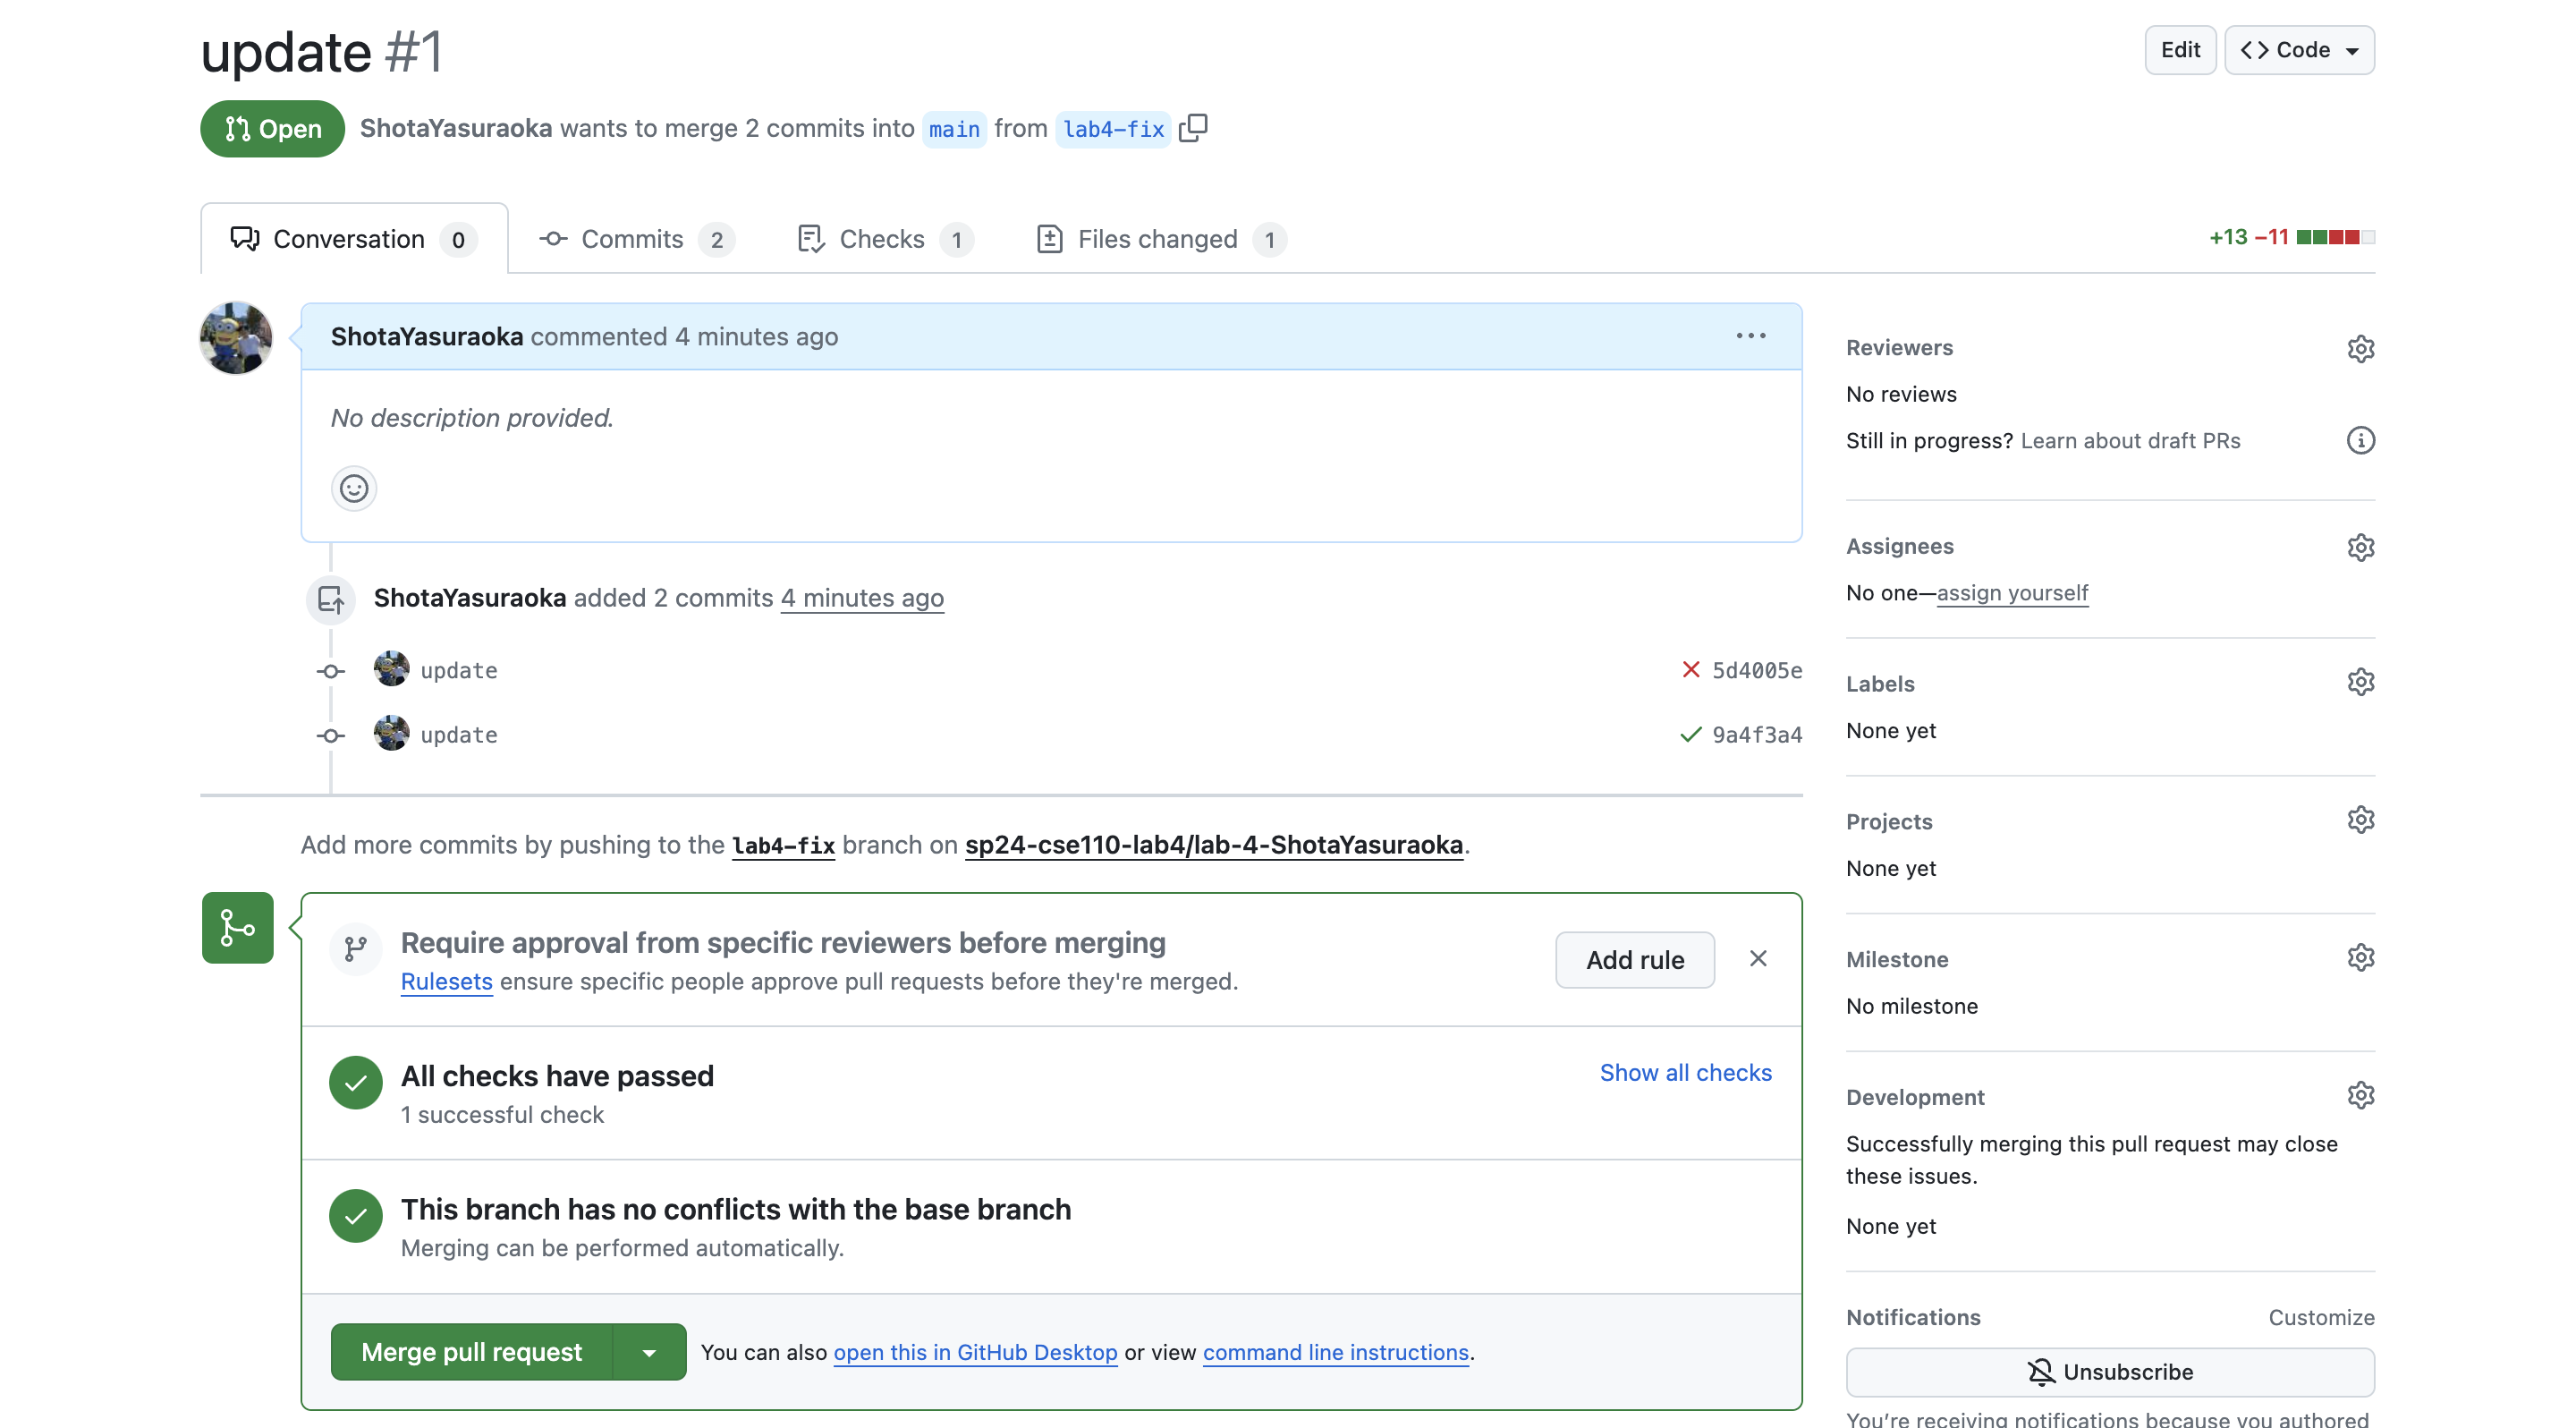 update #1
Edit
Code
Open
ShotaYasuraoka wants to merge 2 commits into main from lab4-fix
Conversation 0
Commits 2
Checks 1
Files changed 1
+13 −11
ShotaYasuraoka commented 4 minutes ago
No description provided.
ShotaYasuraoka added 2 commits 4 minutes ago
update
5d4005e
update
9a4f3a4
Add more commits by pushing to the lab4-fix branch on sp24-cse110-lab4/lab-4-ShotaYasuraoka.
Require approval from specific reviewers before merging
Rulesets ensure specific people approve pull requests before they're merged.
Add rule
All checks have passed
1 successful check
Show all checks
This branch has no conflicts with the base branch
Merging can be performed automatically.
Merge pull request
You can also open this in GitHub Desktop or view command line instructions.
Reviewers
No reviews
Still in progress? Learn about draft PRs
Assignees
No one—assign yourself
Labels
None yet
Projects
None yet
Milestone
No milestone
Development
Successfully merging this pull request may close
these issues.
None yet
Notifications
Customize
Unsubscribe
You're receiving notifications because you authored